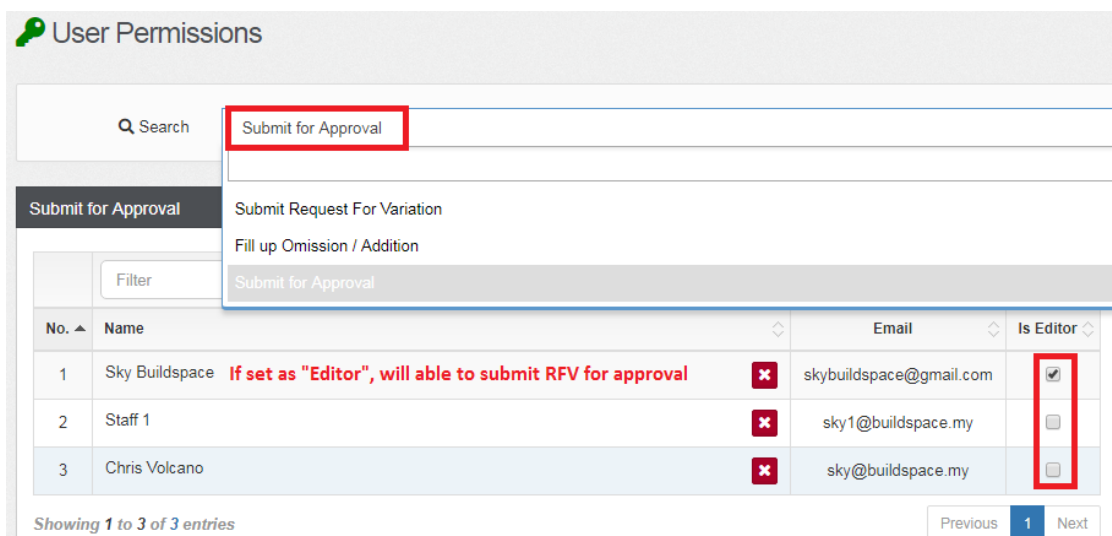 User Permissions
Search
Submit for Approval
Submit Request For Variation
Fill up Omission / Addition
Submit for Approval
Submit for Approval
Filter
No. Name Email Is Editor
1 Sky Buildspace If set as "Editor", will able to submit RFV for approval skybuildspace@gmail.com
2 Staff 1 sky1@buildspace.my
3 Chris Volcano sky@buildspace.my
Showing 1 to 3 of 3 entries Previous 1 Next